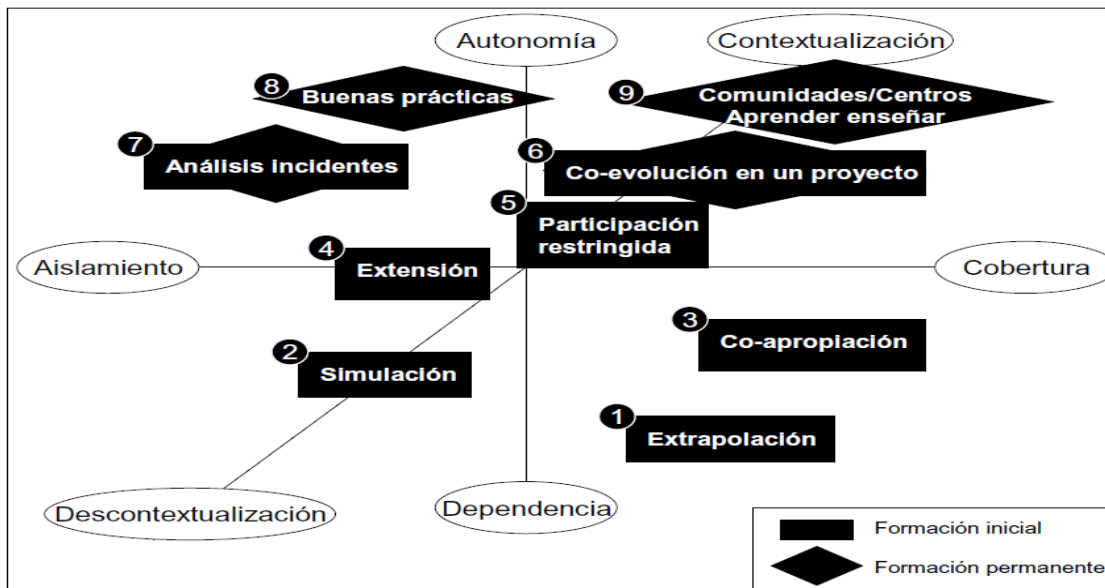 Autonomía
Contextualización
8
Buenas prácticas
9
Comunidades/Centros
Aprender enseñar
7
Análisis incidentes
6
Co-evolución en un proyecto
5
Participación
restringida
4
Aislamiento
Extensión
Cobertura
3
Co-apropiación
2
Simulación
1
Extrapolación
Descontextualización
Dependencia
Formación inicial
Formación permanente